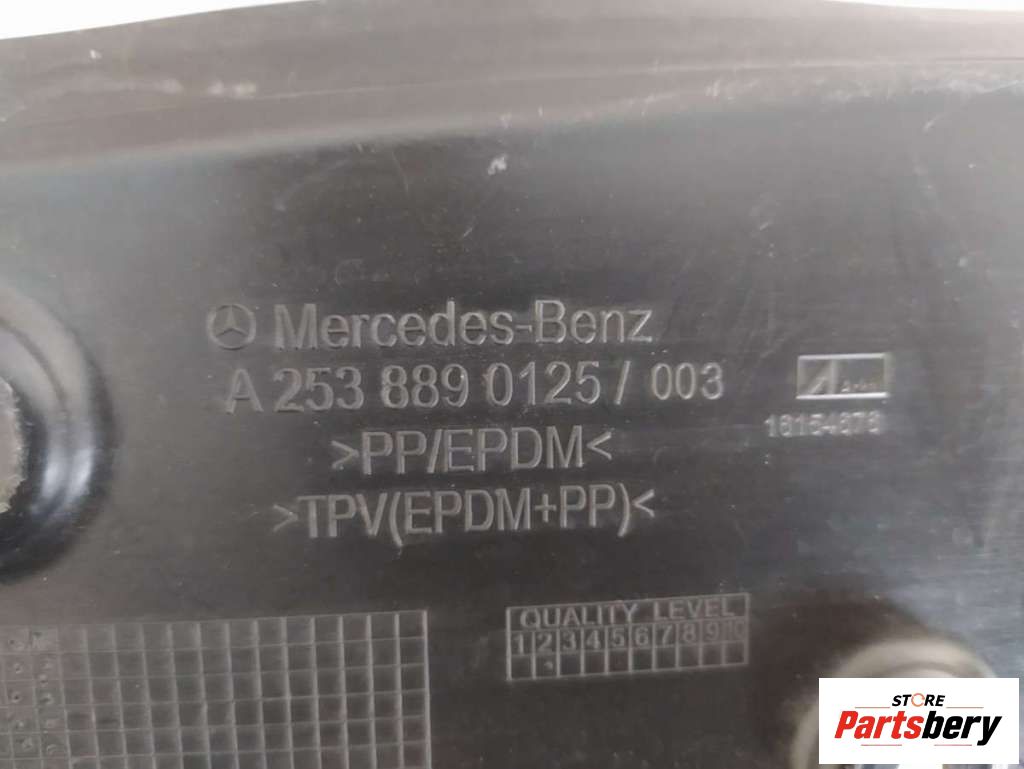 Mercedes-Benz
A 253 889 0125 / 003
>PP/EPDM<
>TPV(EPDM+PP)<
QUALITY LEVEL
1 2 3 4 5 6 7 8 9 10
STORE
Partsbery